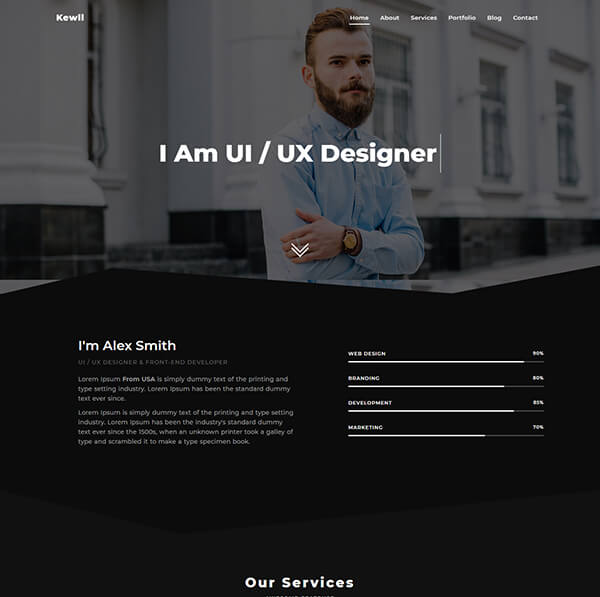 Kewll
Home About Services Portfolio Blog Contact
I Am UI / UX Designer
I'm Alex Smith
UI / UX DESIGNER & FRONT-END DEVELOPER
Lorem Ipsum From USA is simply dummy text of the printing and
type setting industry. Lorem Ipsum has been the standard dummy
text ever since.
Lorem Ipsum is simply dummy text of the printing and type setting
industry. Lorem Ipsum has been the industry's standard dummy
text ever since the 1500s, when an unknown printer took a galley of
type and scrambled it to make a type specimen book.
WEB DESIGN 90%
BRANDING 80%
DEVELOPMENT 85%
MARKETING 70%
Our Services